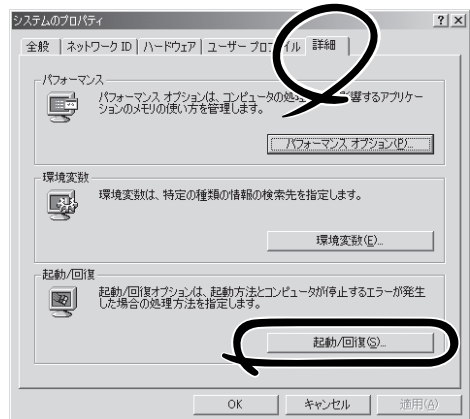 システムのプロパティ
全般 ネットワーク ID ハードウェア ユーザー プロファイル 詳細
パフォーマンス
パフォーマンス オプションは、コンピュータの処 響するアプリケー
ションのメモリの使い方を管理します。
パフォーマンス オプション(P)...
環境変数
環境変数は、特定の種類の情報の検索先を指定します。
環境変数(E)...
起動/回復
起動/回復オプションは、起動方法とコンピュータが停止するエラーが発生
した場合の処理方法を指定します。
起動/回復(S)...
OK キャンセル 適用(A)